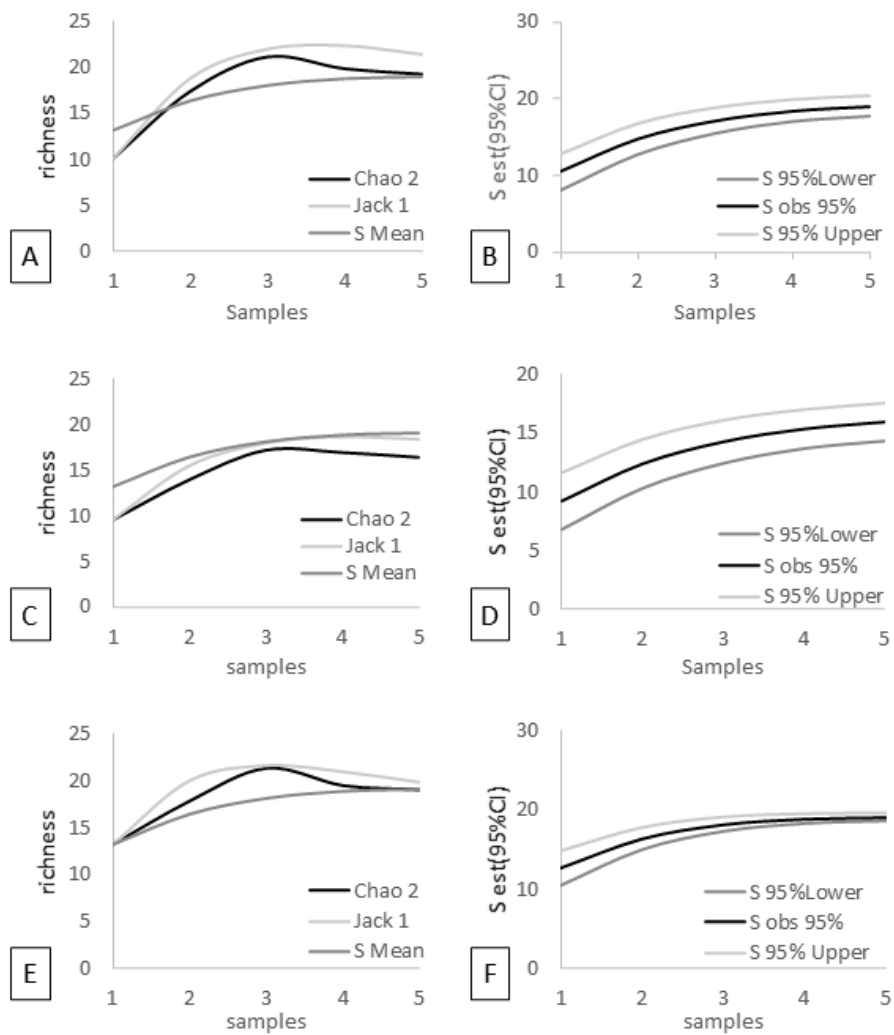 25
20
15
10
5
0
richness
Chao 2
Jack 1
S Mean
A
1 2 3 4 5
Samples
30
20
10
0
S est(95%CI)
S 95%Lower
S obs 95%
S 95% Upper
B
1 2 3 4 5
Samples
25
20
15
10
5
0
richness
Chao 2
Jack 1
S Mean
C
1 2 3 4 5
samples
20
15
10
5
0
S est(95%CI)
S 95%Lower
S obs 95%
S 95% Upper
D
1 2 3 4 5
Samples
25
20
15
10
5
0
richness
Chao 2
Jack 1
S Mean
E
1 2 3 4 5
samples
30
20
10
0
S est(95%CI)
S 95%Lower
S obs 95%
S 95% Upper
F
1 2 3 4 5
samples